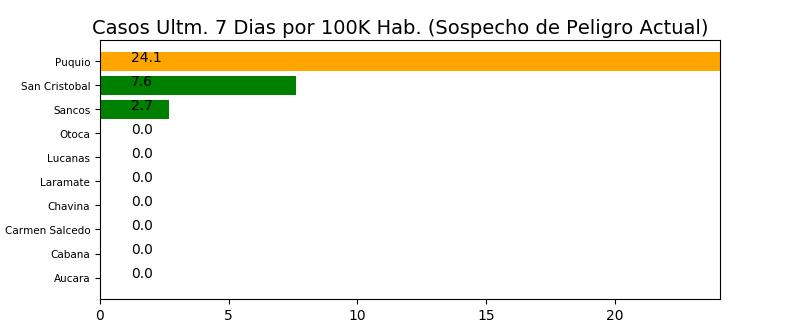 Casos Ultm. 7 Dias por 100K Hab. (Sospecho de Peligro Actual)
Puquio 24.1
San Cristobal 7.6
Sancos 2.7
Otoca 0.0
Lucanas 0.0
Laramate 0.0
Chavina 0.0
Carmen Salcedo 0.0
Cabana 0.0
Aucara 0.0
0 5 10 15 20